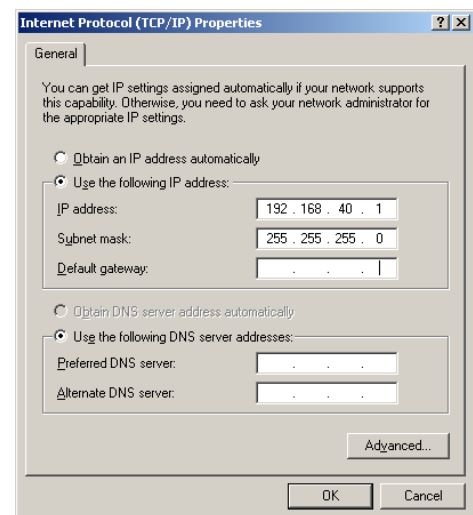 Internet Protocol (TCP/IP) Properties ? X
General
You can get IP settings assigned automatically if your network supports
this capability. Otherwise, you need to ask your network administrator for
the appropriate IP settings.
Obtain an IP address automatically
Use the following IP address:
IP address: 192 . 168 . 40 . 1
Subnet mask: 255 . 255 . 255 . 0
Default gateway: . . .
Obtain DNS server address automatically
Use the following DNS server addresses:
Preferred DNS server: . . .
Alternate DNS server: . . .
Advanced...
OK Cancel